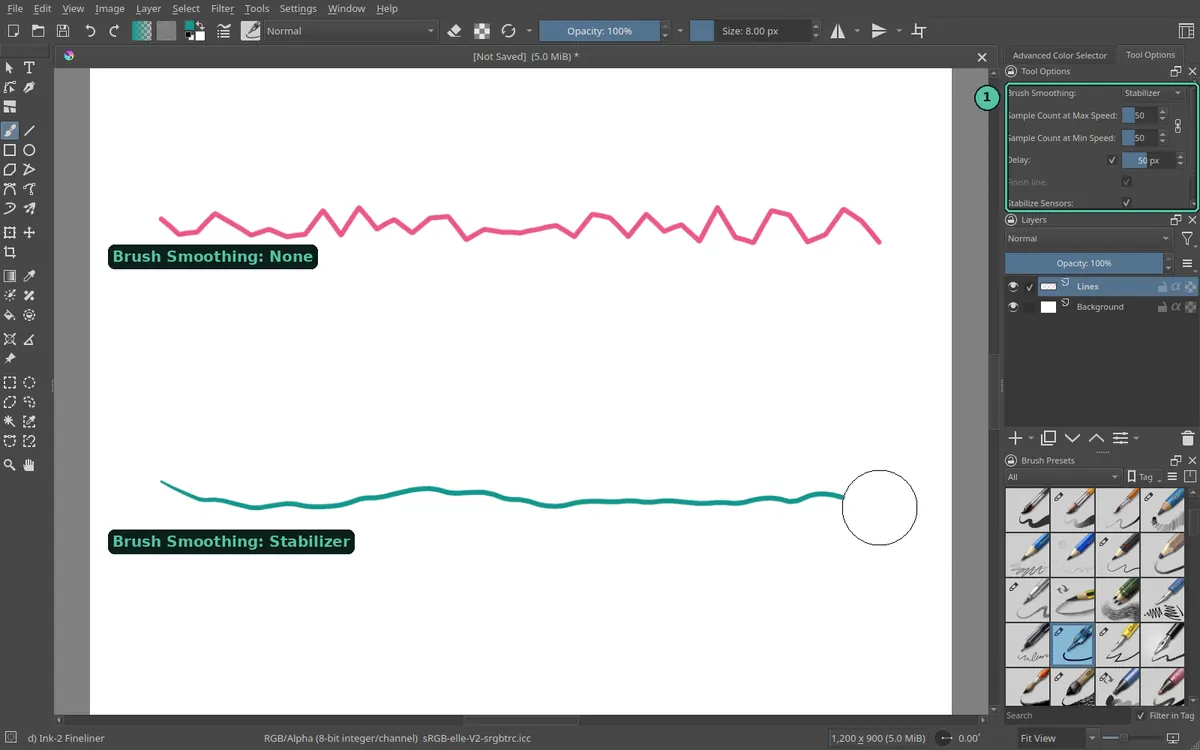 File Edit View Image Layer Select Filter Tools Settings Window Help
Normal
Opacity: 100%
Size: 8.00 px
[Not Saved] (5.0 MiB) *
Advanced Color Selector
Tool Options
Tool Options
1
Brush Smoothing: Stabilizer
Sample Count at Max Speed: 50
Sample Count at Min Speed: 50
Delay: 50 px
Finish line:
Stabilize Sensors:
Layers
Normal
Opacity: 100%
Lines
Background
Brush Smoothing: None
Brush Smoothing: Stabilizer
Brush Presets
All
Tag
Search
Filter in Tag
d) Ink-2 Fineliner
RGB/Alpha (8-bit integer/channel) sRGB-elle-V2-srgbtrc.icc
1,200 x 900 (5.0 MiB)
0.00°
Fit View